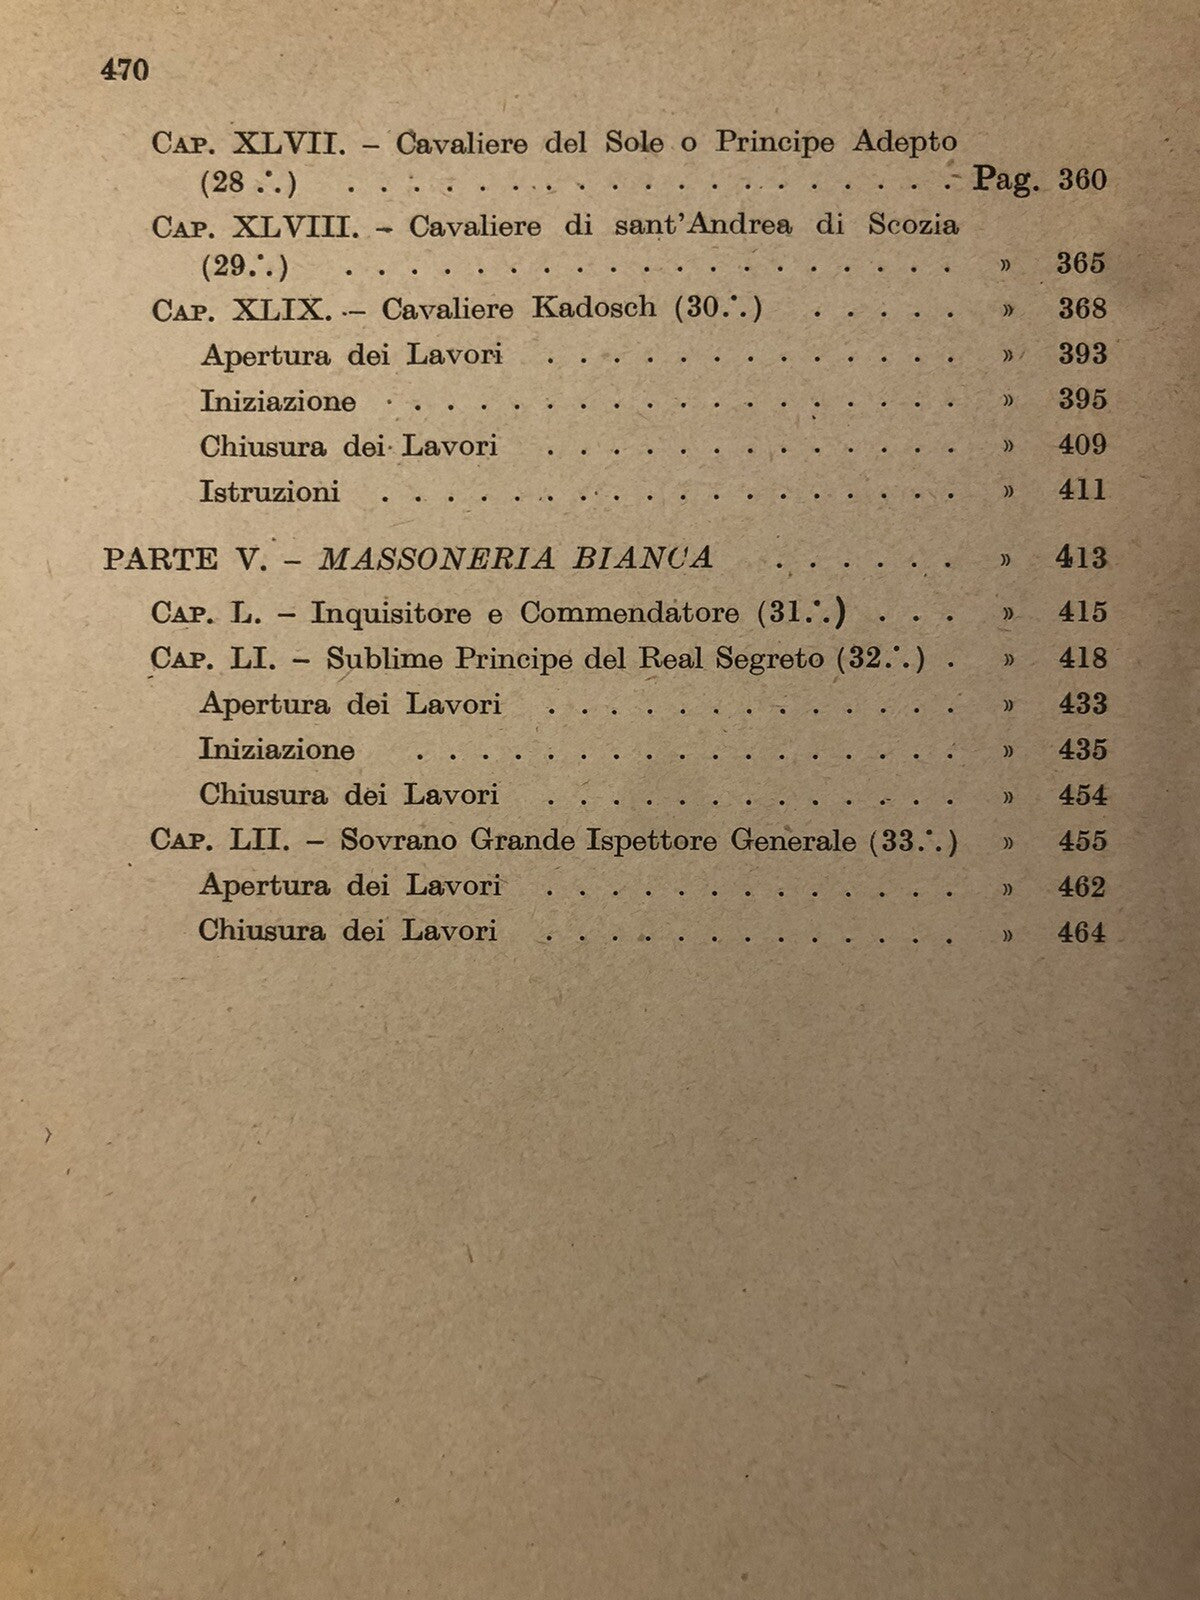 470
CAP. XLVII. – Cavaliere del Sole o Principe Adepto
(28 ∴) . . . . . . . . . . . . . . . . . . . Pag. 360
CAP. XLVIII. – Cavaliere di sant'Andrea di Scozia
(29∴) . . . . . . . . . . . . . . . . . . . » 365
CAP. XLIX. – Cavaliere Kadosch (30∴) . . . . . » 368
Apertura dei Lavori . . . . . . . . . . . . . » 393
Iniziazione . . . . . . . . . . . . . . . . . » 395
Chiusura dei Lavori . . . . . . . . . . . . . » 409
Istruzioni . . . . . . . . . . . . . . . . . . » 411
PARTE V. – MASSONERIA BIANCA . . . . . . » 413
CAP. L. – Inquisitore e Commendatore (31∴) . . . » 415
CAP. LI. – Sublime Principe del Real Segreto (32∴) . » 418
Apertura dei Lavori . . . . . . . . . . . . . » 433
Iniziazione . . . . . . . . . . . . . . . . . » 435
Chiusura dei Lavori . . . . . . . . . . . . . » 454
CAP. LII. – Sovrano Grande Ispettore Generale (33∴) » 455
Apertura dei Lavori . . . . . . . . . . . . . » 462
Chiusura dei Lavori . . . . . . . . . . . . . » 464